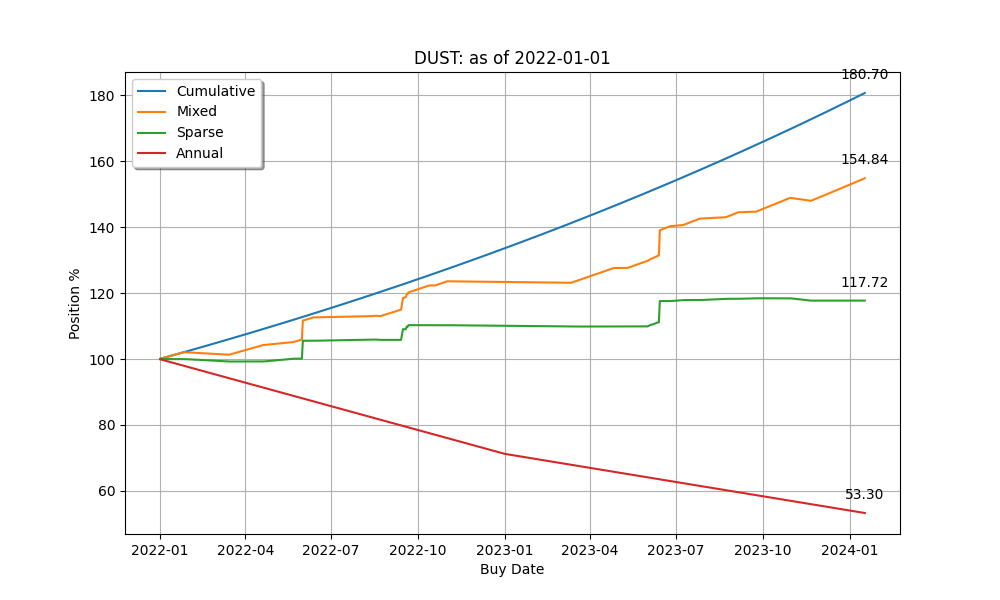 DUST: as of 2022-01-01
180.70
180
Cumulative
Mixed
Sparse
Annual
160
154.84
140
120
117.72
100
80
60
53.30
Position %
2022-01 2022-04 2022-07 2022-10 2023-01 2023-04 2023-07 2023-10 2024-01
Buy Date